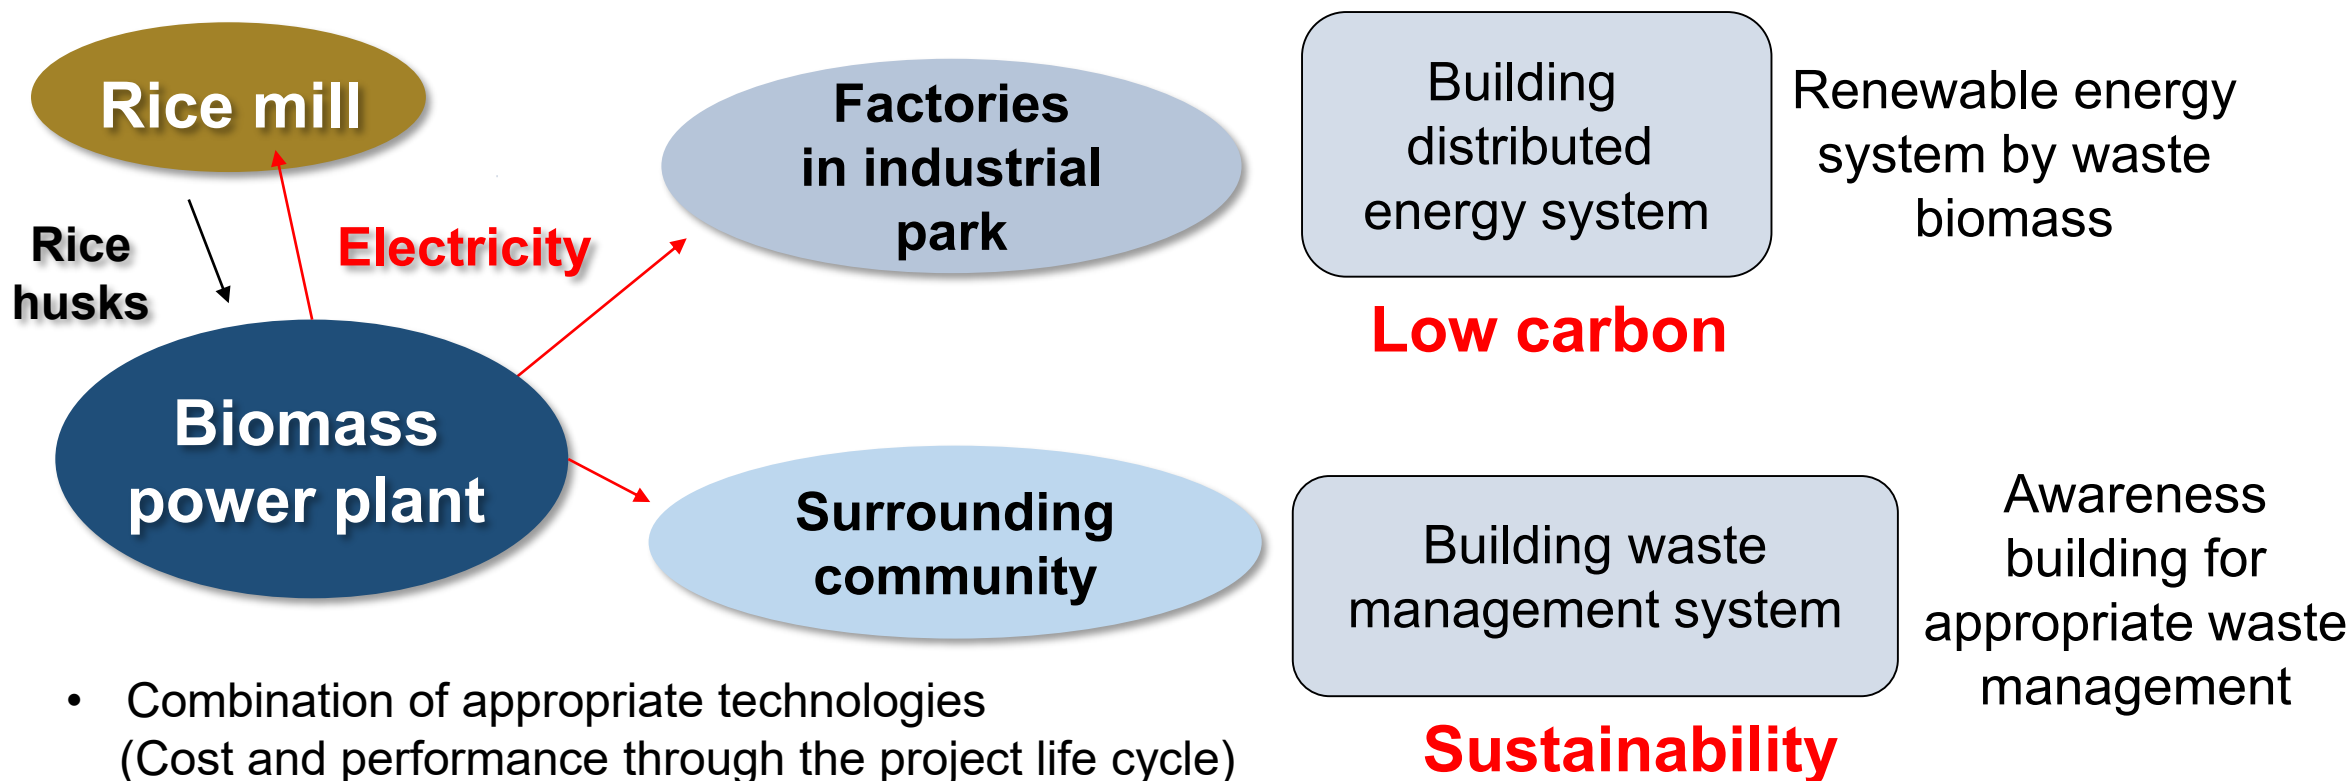 Rice mill
Rice
husks
Electricity
Biomass
power plant
Factories
in industrial
park
Surrounding
community
• Combination of appropriate technologies
(Cost and performance through the project life cycle)
Building
distributed
energy system
Renewable energy
system by waste
biomass
Low carbon
Building waste
management system
Awareness
building for
appropriate waste
management
Sustainability